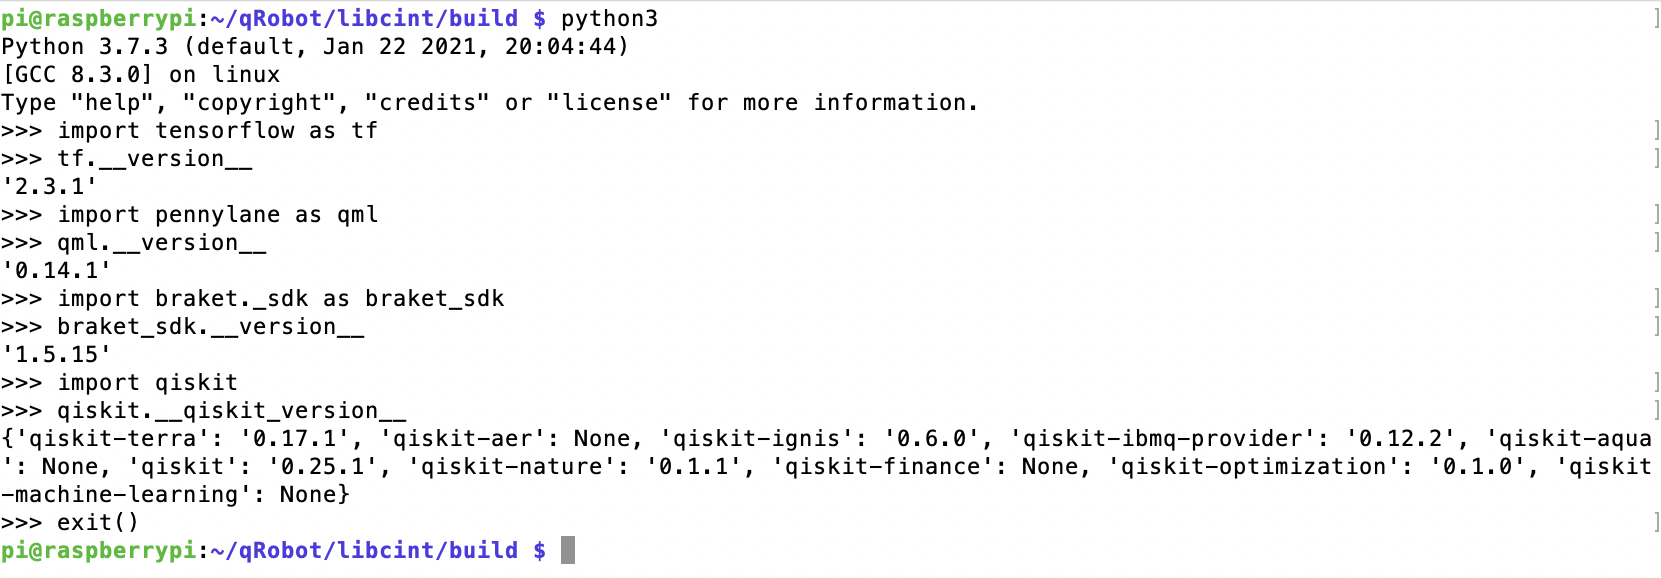 pi@raspberrypi:~/qRobot/libcint/build $ python3
Python 3.7.3 (default, Jan 22 2021, 20:04:44)
[GCC 8.3.0] on linux
Type "help", "copyright", "credits" or "license" for more information.
>>> import tensorflow as tf
>>> tf.__version__
'2.3.1'
>>> import pennylane as qml
>>> qml.__version__
'0.14.1'
>>> import braket._sdk as braket_sdk
>>> braket_sdk.__version__
'1.5.15'
>>> import qiskit
>>> qiskit.__qiskit_version__
{'qiskit-terra': '0.17.1', 'qiskit-aer': None, 'qiskit-ignis': '0.6.0', 'qiskit-ibmq-provider': '0.12.2', 'qiskit-aqua
': None, 'qiskit': '0.25.1', 'qiskit-nature': '0.1.1', 'qiskit-finance': None, 'qiskit-optimization': '0.1.0', 'qiskit
-machine-learning': None}
>>> exit()
pi@raspberrypi:~/qRobot/libcint/build $